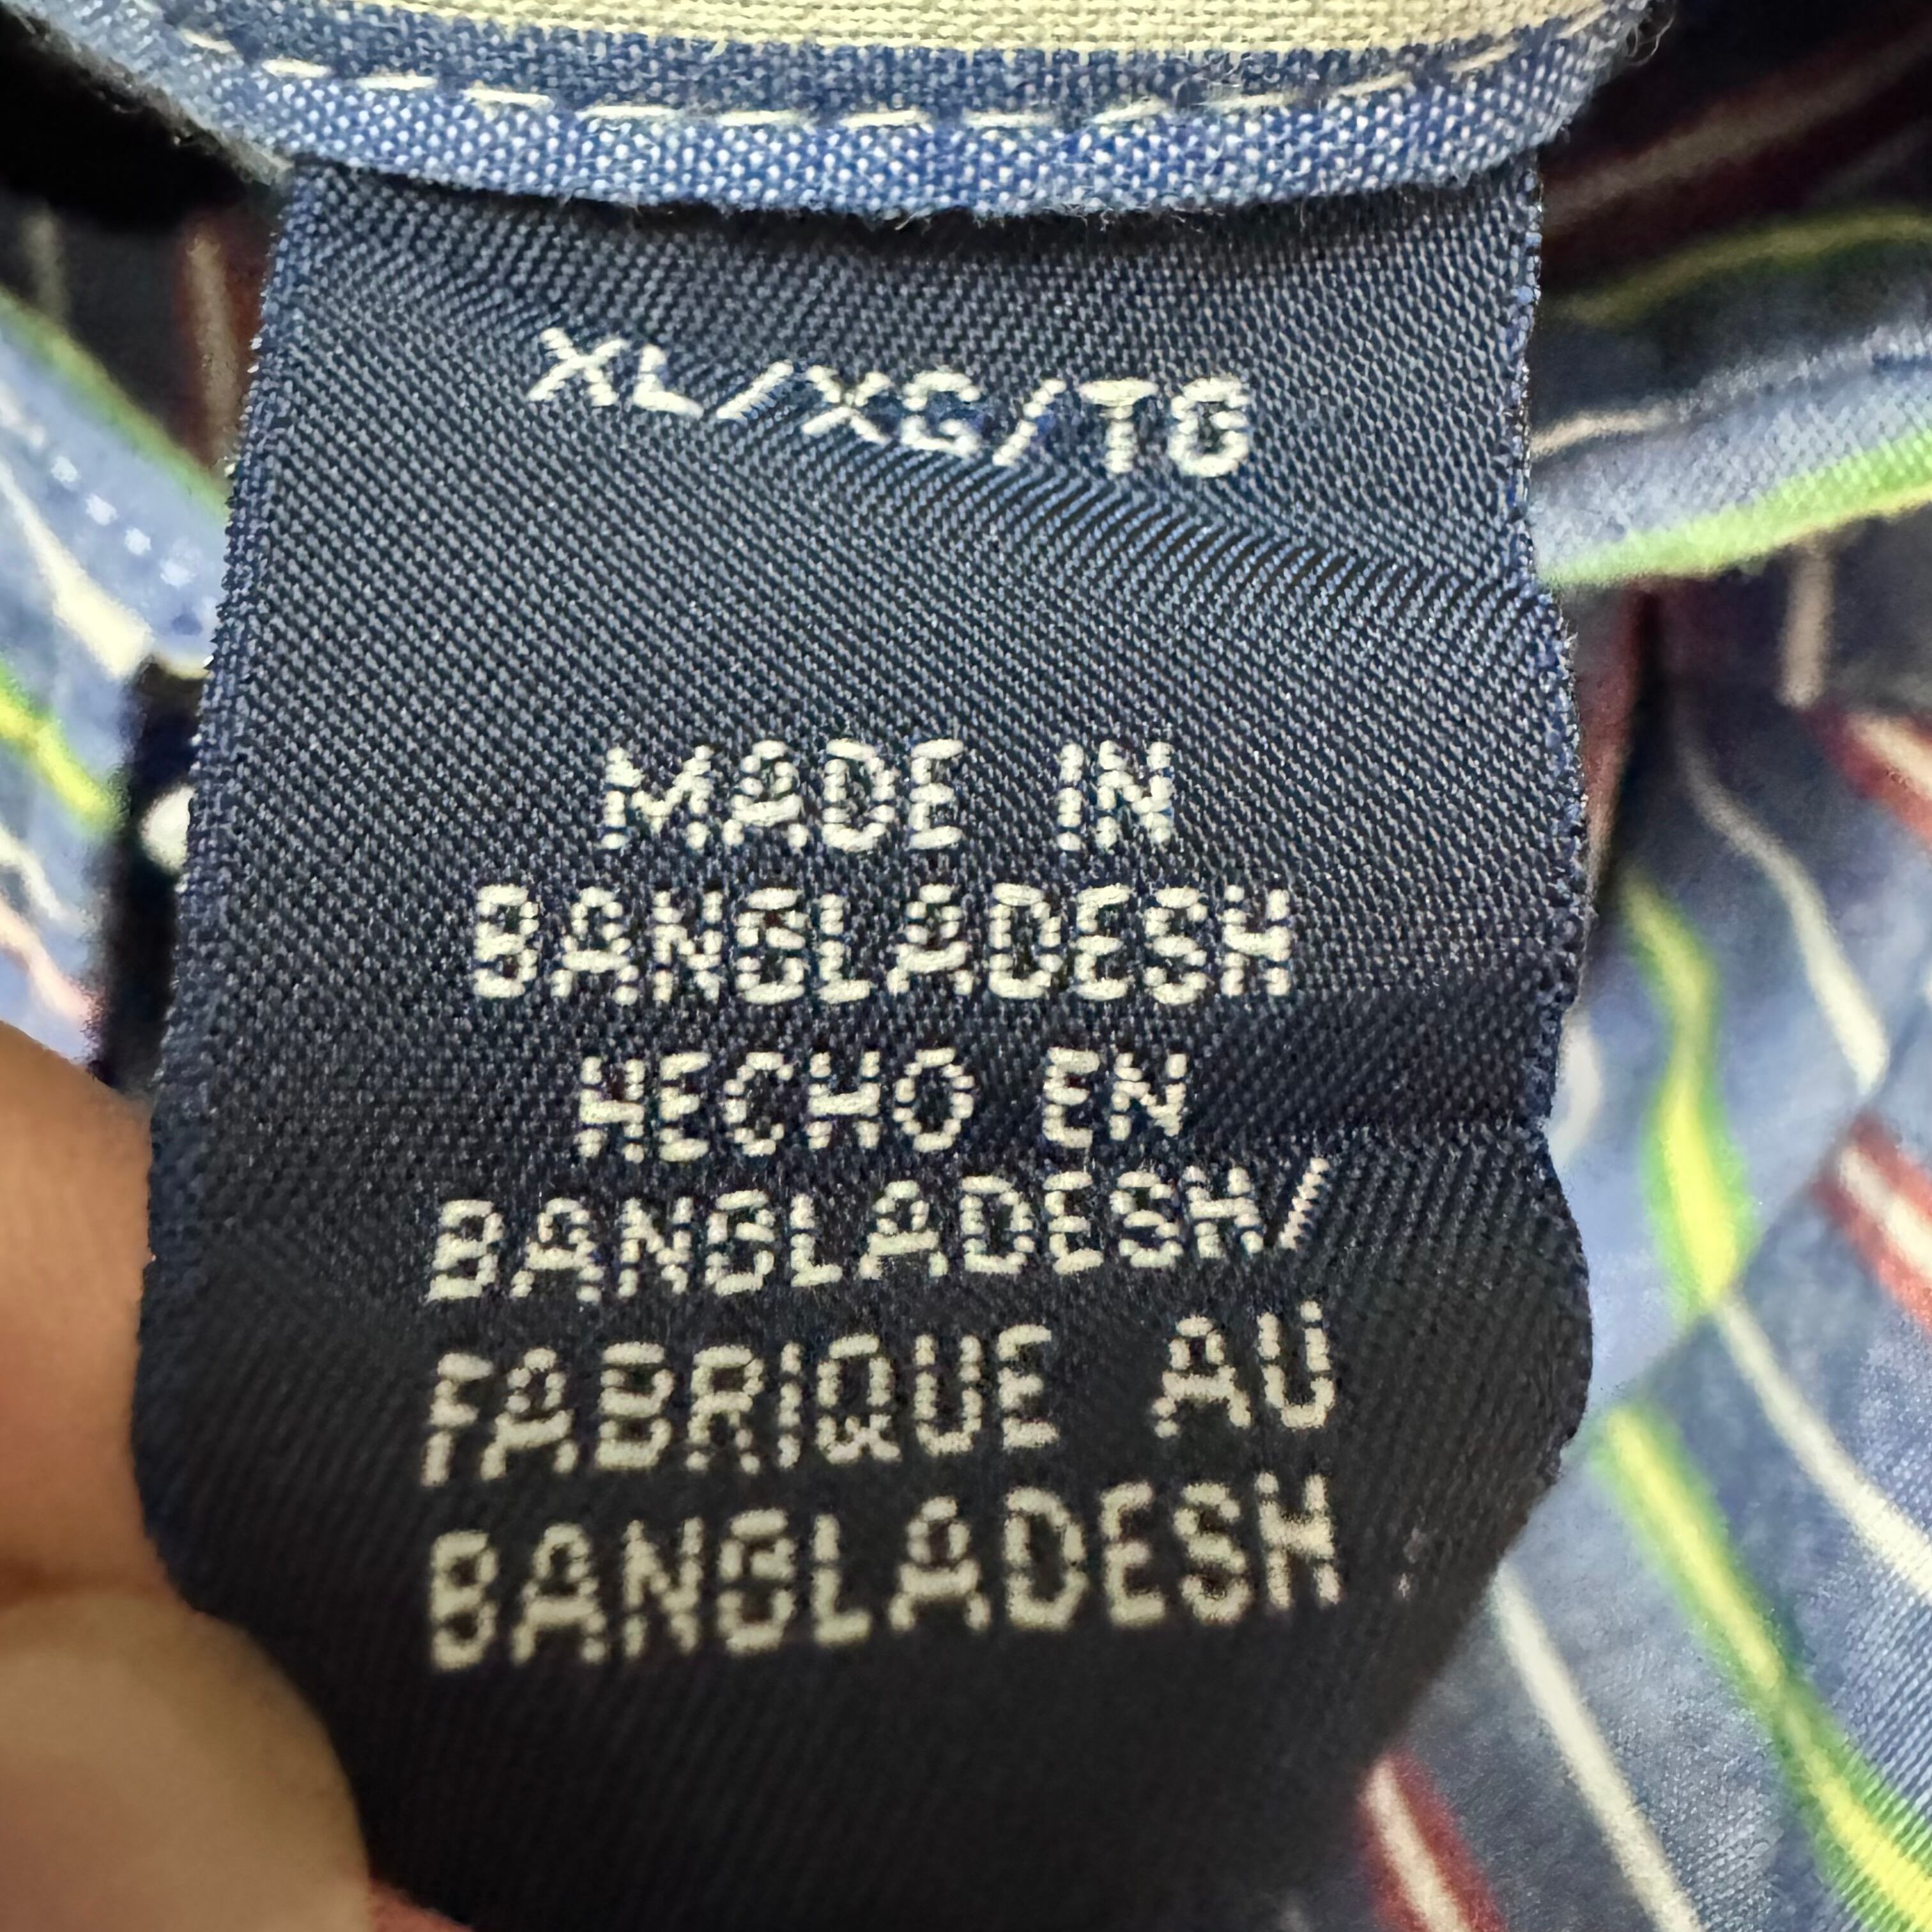 XL/XG/TG
MADE IN
BANGLADESH
HECHO EN
BANGLADESH/
FABRIQUE AU
BANGLADESH